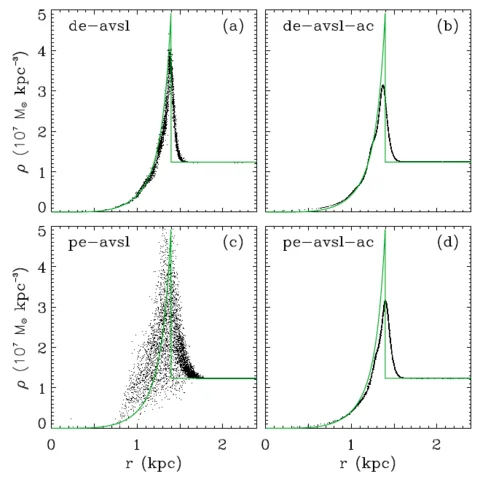 de-avsl (a) de-avsl-ac (b)
5
4
3
2
1
0
ρ (10⁷ M⊙ kpc⁻³)
pe-avsl (c) pe-avsl-ac (d)
5
4
3
2
1
0
ρ (10⁷ M⊙ kpc⁻³)
0 1 2 0 1 2
r (kpc) r (kpc)